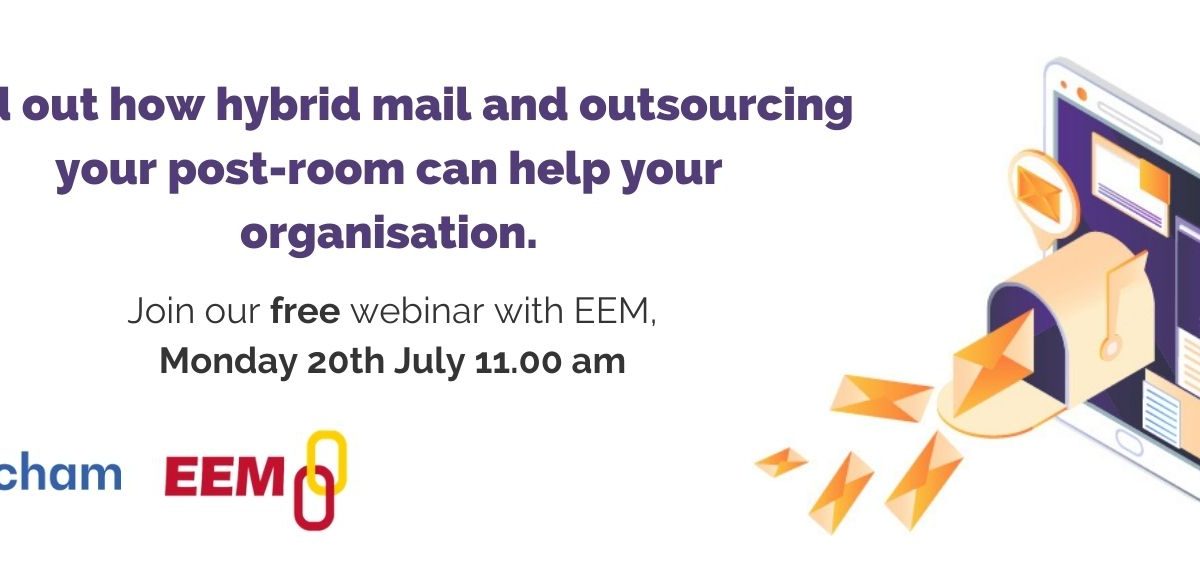 d out how hybrid mail and outsourcing
your post-room can help your
organisation.
Join our free webinar with EEM,
Monday 20th July 11.00 am
cham
EEM